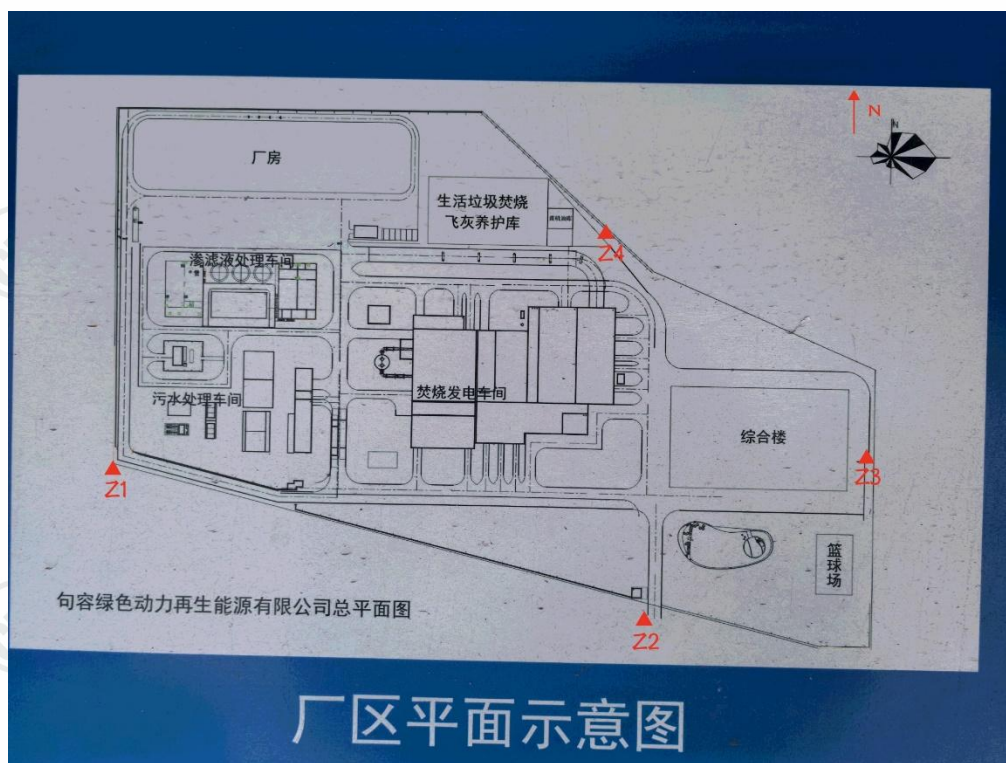 N
N
厂房
生活垃圾焚烧
飞灰养护库
Z4
渗滤液处理车间
污水处理车间
焚烧发电车间
综合楼
Z1
Z3
篮球场
句容绿色动力再生能源有限公司总平面图
Z2
厂区平面示意图